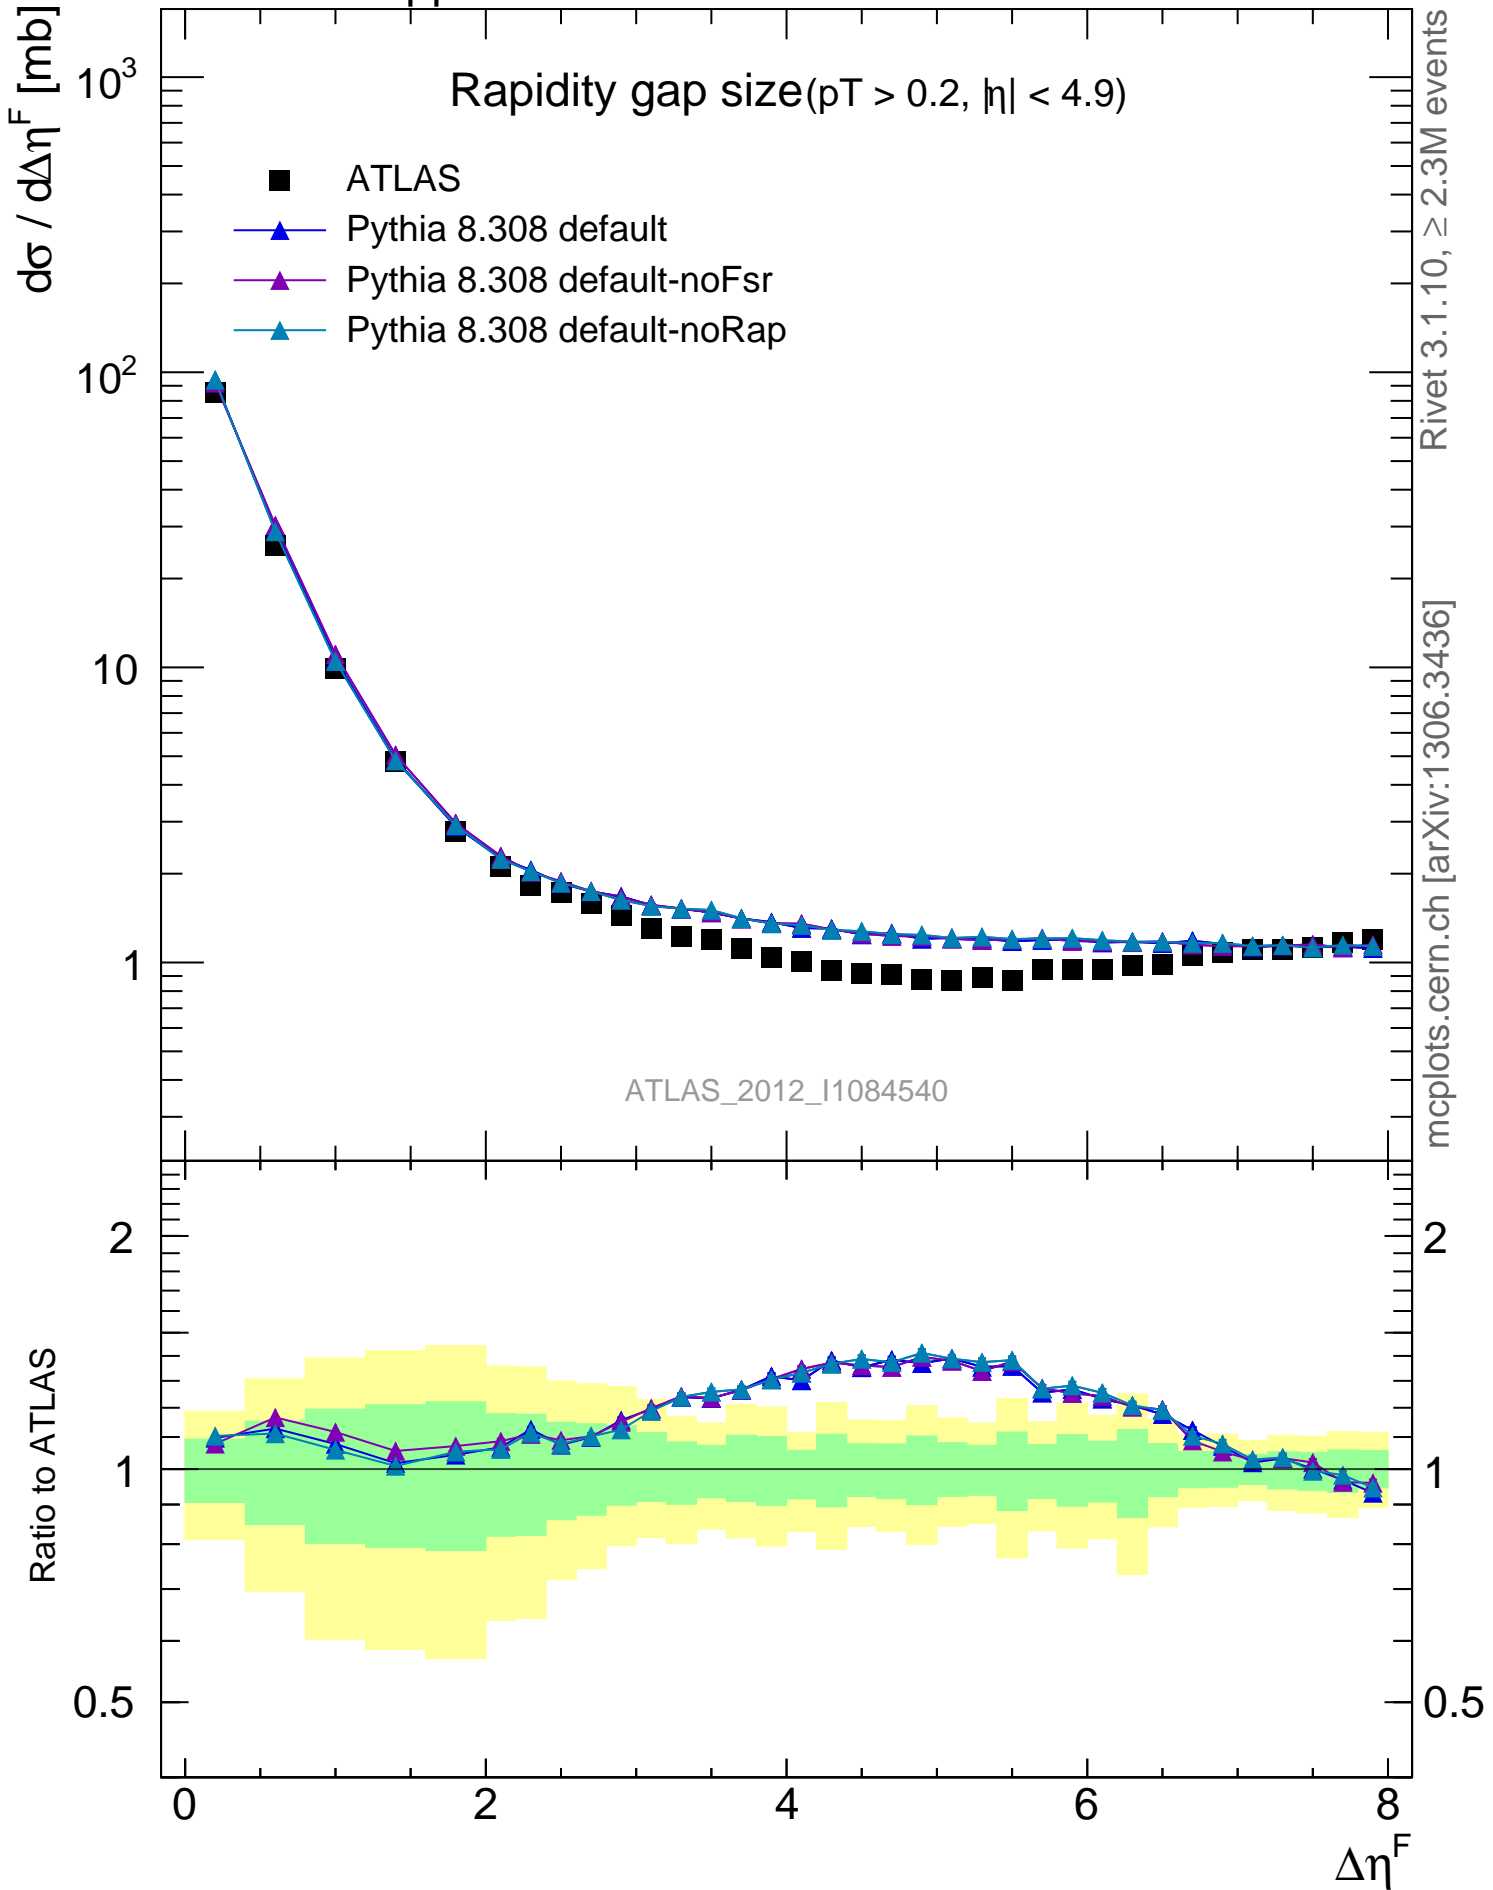 Rapidity gap size(pT > 0.2, |η| < 4.9)
dσ / dΔη^F [mb]
10^3
10^2
10
1
ATLAS
Pythia 8.308 default
Pythia 8.308 default-noFsr
Pythia 8.308 default-noRap
ATLAS_2012_I1084540
Rivet 3.1.10, ≥ 2.3M events
mcplots.cern.ch [arXiv:1306.3436]
Ratio to ATLAS
2
1
0.5
2
1
0.5
0 2 4 6 8
Δη^F